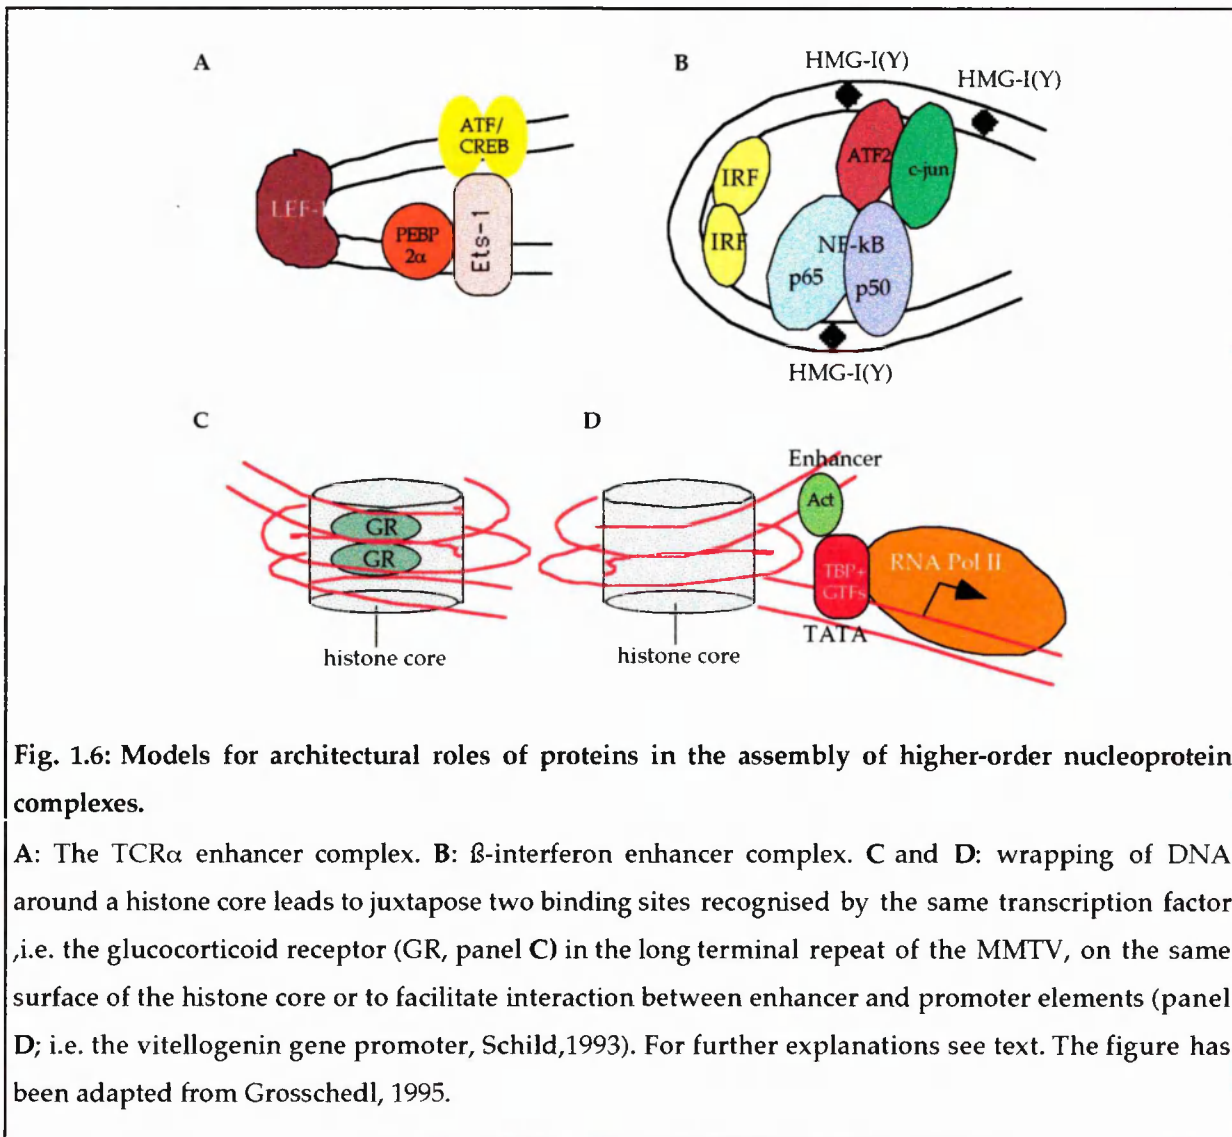 A
ATF/
CREB
LEF-1
PEBP
2α
Ets-1
B
HMG-I(Y)
HMG-I(Y)
ATF2
c-jun
IRF
IRF
NF-kB
p65
p50
HMG-I(Y)
C
GR
GR
histone core
D
Enhancer
Act
TBP+
GTFs
RNA Pol II
TATA
histone core
Fig. 1.6: Models for architectural roles of proteins in the assembly of higher-order nucleoprotein
complexes.
A: The TCRα enhancer complex. B: ß-interferon enhancer complex. C and D: wrapping of DNA
around a histone core leads to juxtapose two binding sites recognised by the same transcription factor
,i.e. the glucocorticoid receptor (GR, panel C) in the long terminal repeat of the MMTV, on the same
surface of the histone core or to facilitate interaction between enhancer and promoter elements (panel
D; i.e. the vitellogenin gene promoter, Schild,1993). For further explanations see text. The figure has
been adapted from Grosschedl, 1995.